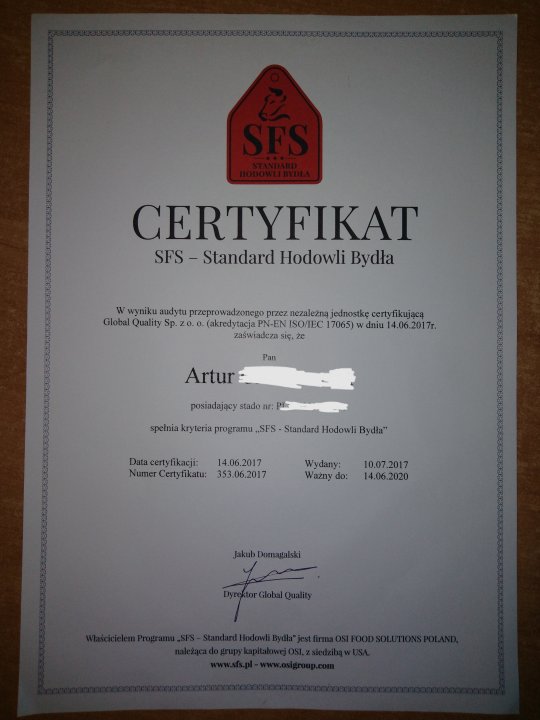 SFS
STANDARD
HODOWLI BYDŁA
CERTYFIKAT
SFS – Standard Hodowli Bydła
W wyniku audytu przeprowadzonego przez niezależną jednostkę certyfikującą
Global Quality Sp. z o. o. (akredytacja PN-EN ISO/IEC 17065) w dniu 14.06.2017r.
zaświadcza się, że
Pan
Artur
posiadający stado nr:
spełnia kryteria programu „SFS - Standard Hodowli Bydła”
Data certyfikacji: 14.06.2017 Wydany: 10.07.2017
Numer Certyfikatu: 353.06.2017 Ważny do: 14.06.2020
Jakub Domagalski
Dyrektor Global Quality
Właścicielem Programu „SFS – Standard Hodowli Bydła” jest firma OSI FOOD SOLUTIONS POLAND,
należąca do grupy kapitałowej OSI, z siedzibą w USA.
www.sfs.pl - www.osigroup.com